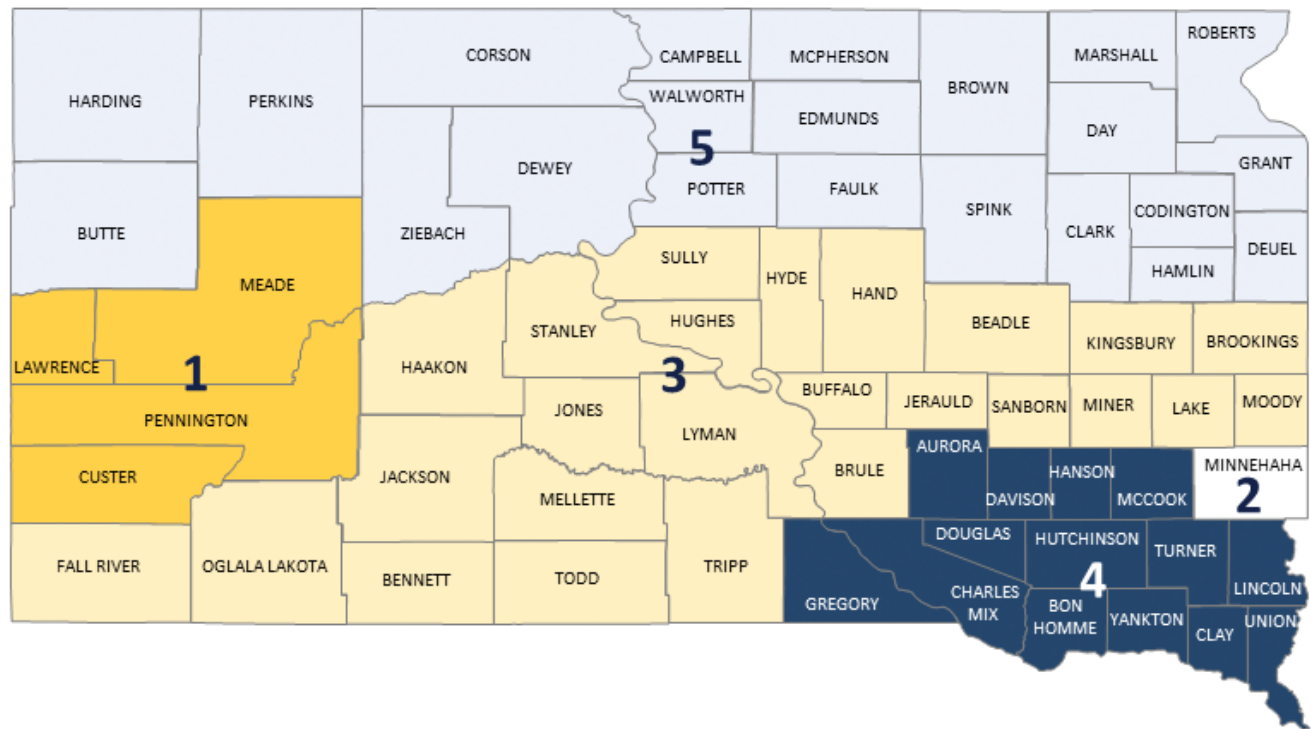 ROBERTS
CORSON
CAMPBELL
MCPHERSON
MARSHALL
HARDING
PERKINS
BROWN
WALWORTH
EDMUNDS
DAY
5
DEWEY
POTTER
FAULK
GRANT
SPINK
CODINGTON
BUTTE
ZIEBACH
CLARK
DEUEL
HAMLIN
MEADE
SULLY
HYDE
HAND
STANLEY
HUGHES
BEADLE
KINGSBURY
BROOKINGS
LAWRENCE
1
HAAKON
3
BUFFALO
JERAULD
SANBORN
MINER
LAKE
MOODY
PENNINGTON
JONES
LYMAN
AURORA
CUSTER
JACKSON
BRULE
HANSON
MINNEHAHA
2
MELLETTE
DAVISON
MCCOOK
DOUGLAS
HUTCHINSON
TURNER
FALL RIVER
OGLALA LAKOTA
BENNETT
TODD
TRIPP
4
LINCOLN
GREGORY
CHARLES
MIX
BON
HOMME
YANKTON
CLAY
UNION